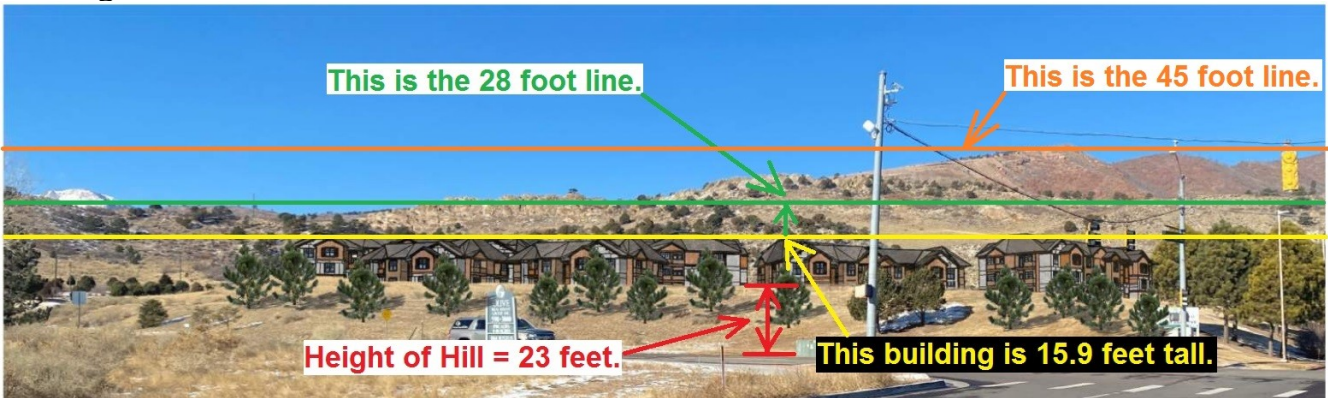 This is the 28 foot line.
This is the 45 foot line.
Height of Hill = 23 feet.
This building is 15.9 feet tall.